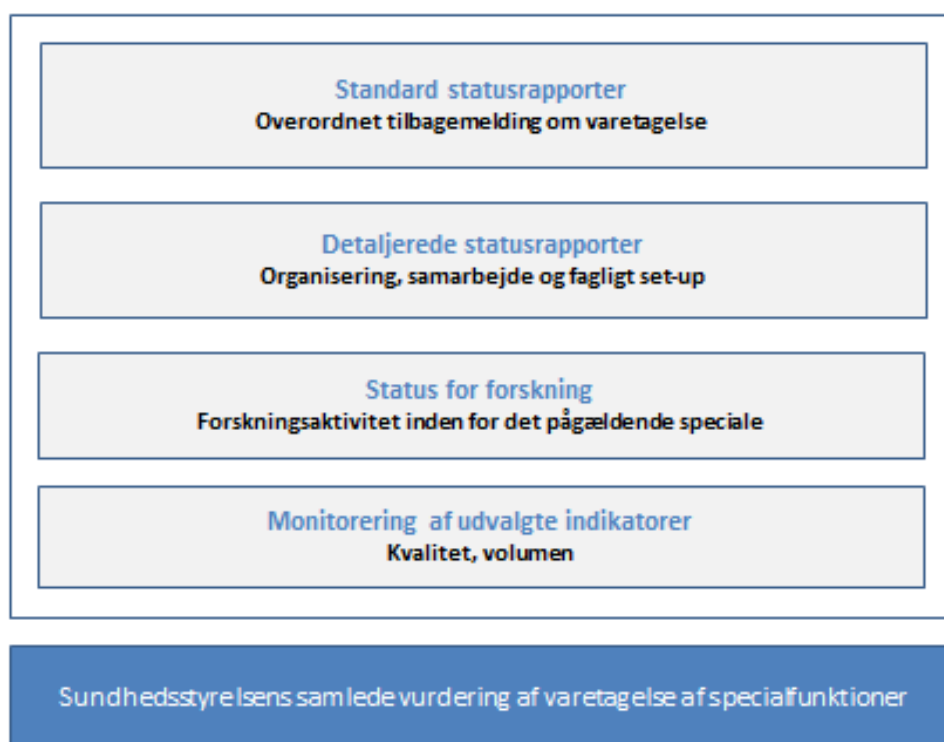 Standard statusrapporter
Overordnet tilbagemelding om varetagelse
Detaljerede statusrapporter
Organisering, samarbejde og fagligt set-up
Status for forskning
Forskningsaktivitet inden for det pågældende speciale
Monitorering af udvalgte indikatorer
Kvalitet, volumen
Sundhedsstyrelsens samlede vurdering af varetagelse af specialfunktioner